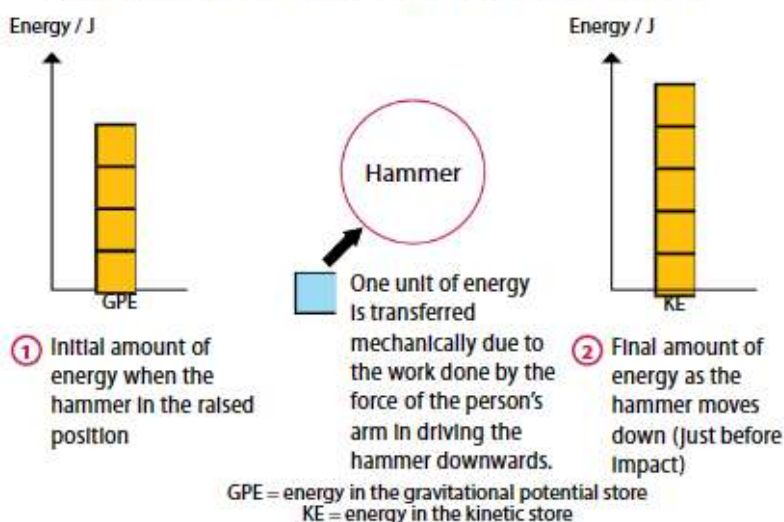 Energy / J
GPE
1 Initial amount of
energy when the
hammer in the raised
position
Hammer
One unit of energy
is transferred
mechanically due to
the work done by the
force of the person's
arm in driving the
hammer downwards.
Energy / J
KE
2 Final amount of
energy as the
hammer moves
down (just before
impact)
GPE = energy in the gravitational potential store
KE = energy in the kinetic store